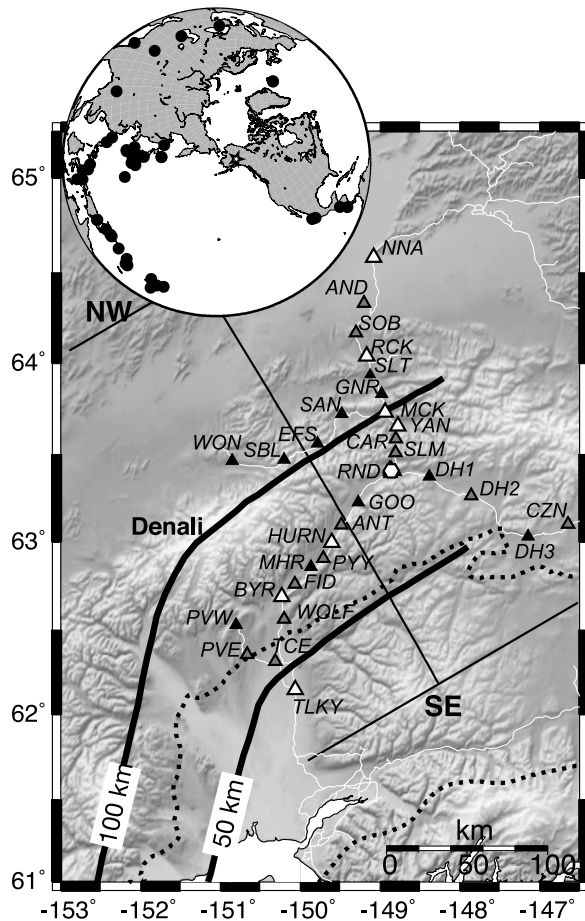 65°
NNA
AND
NW
SOB
RCK
64°
SLT
GNR
SAN
MCK
YAN
EFS
CAR
WON
SBL
SLM
RND
DH1
DH2
GOO
CZN
Denali
ANT
63°
HURN
DH3
MHR
PYY
FID
BYR
WOLF
PVW
PVE
TCE
62°
TLKY
SE
100 km
50 km
km
0 50 100
61°
-153° -152° -151° -150° -149° -148° -147°